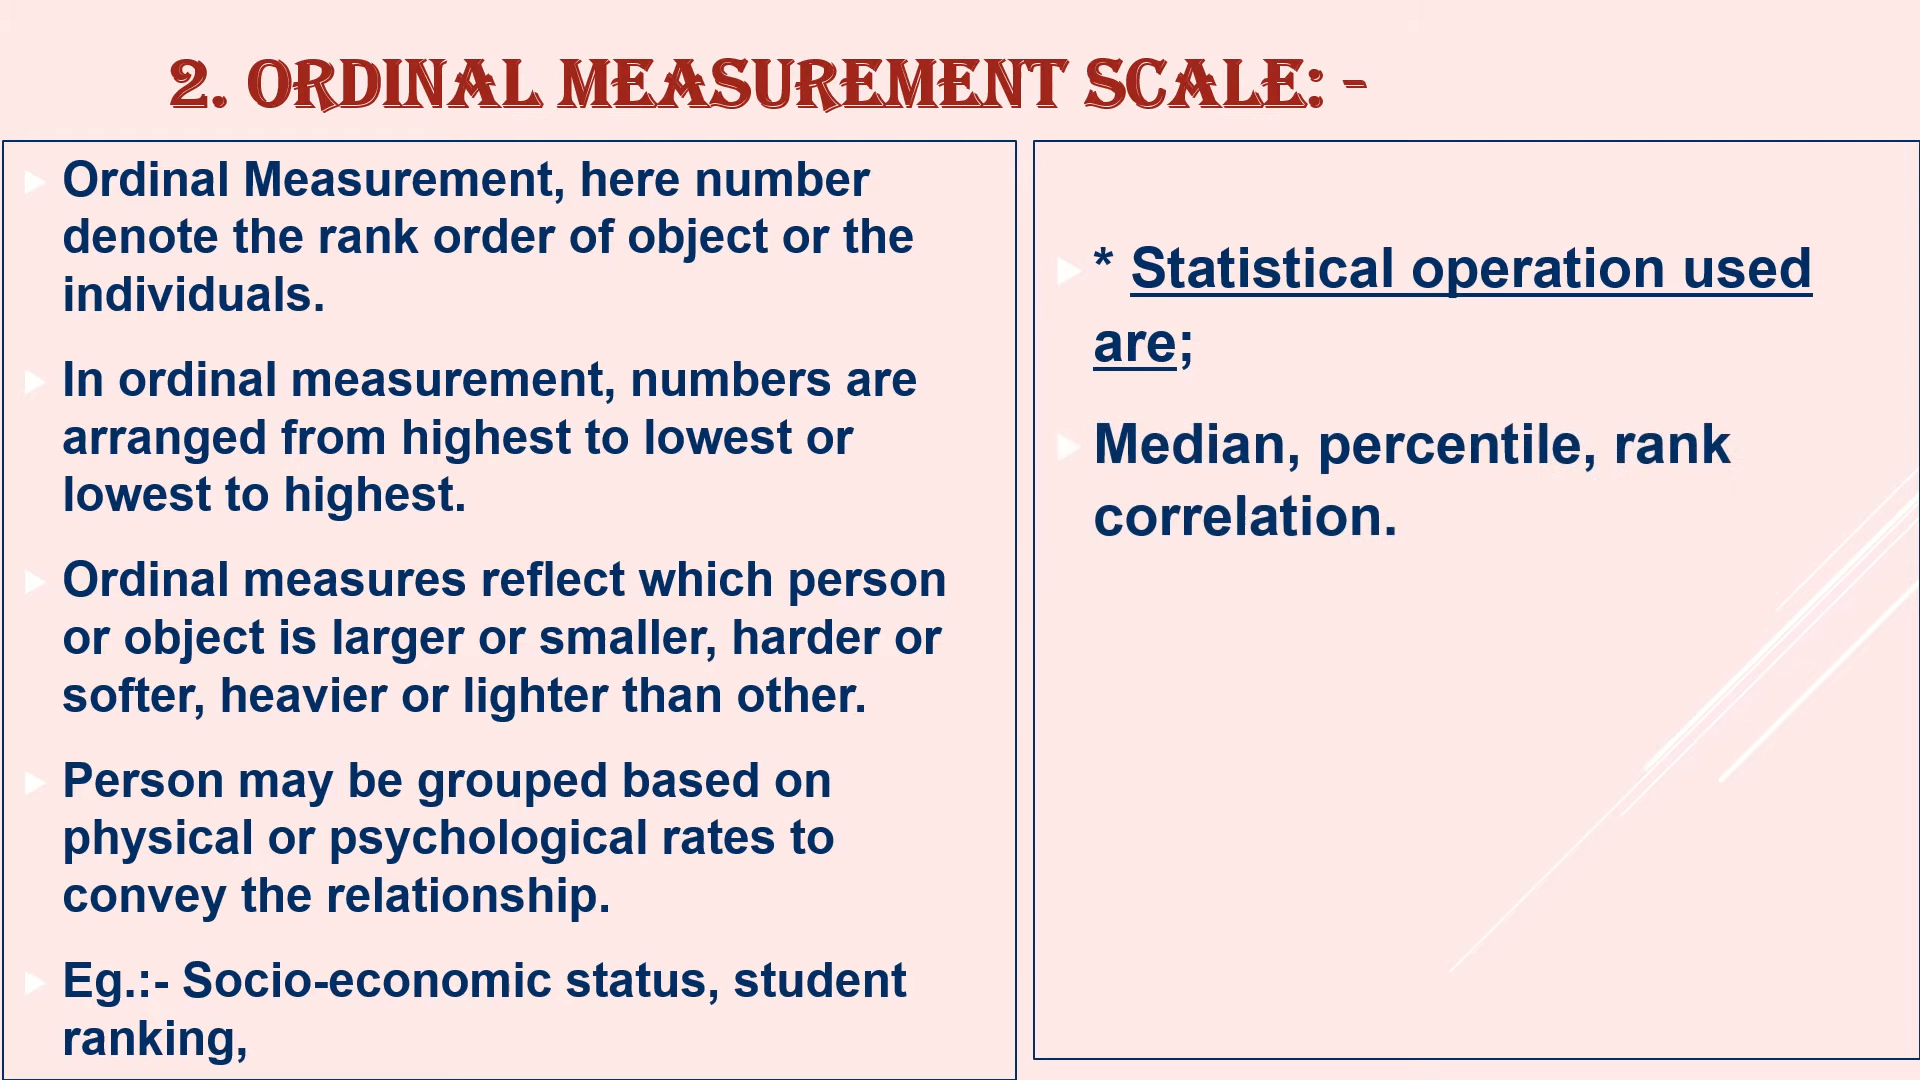 2. ORDINAL MEASUREMENT SCALE: -
Ordinal Measurement, here number
denote the rank order of object or the
individuals.
In ordinal measurement, numbers are
arranged from highest to lowest or
lowest to highest.
Ordinal measures reflect which person
or object is larger or smaller, harder or
softer, heavier or lighter than other.
Person may be grouped based on
physical or psychological rates to
convey the relationship.
Eg.:- Socio-economic status, student
ranking,
* Statistical operation used
are;
Median, percentile, rank
correlation.